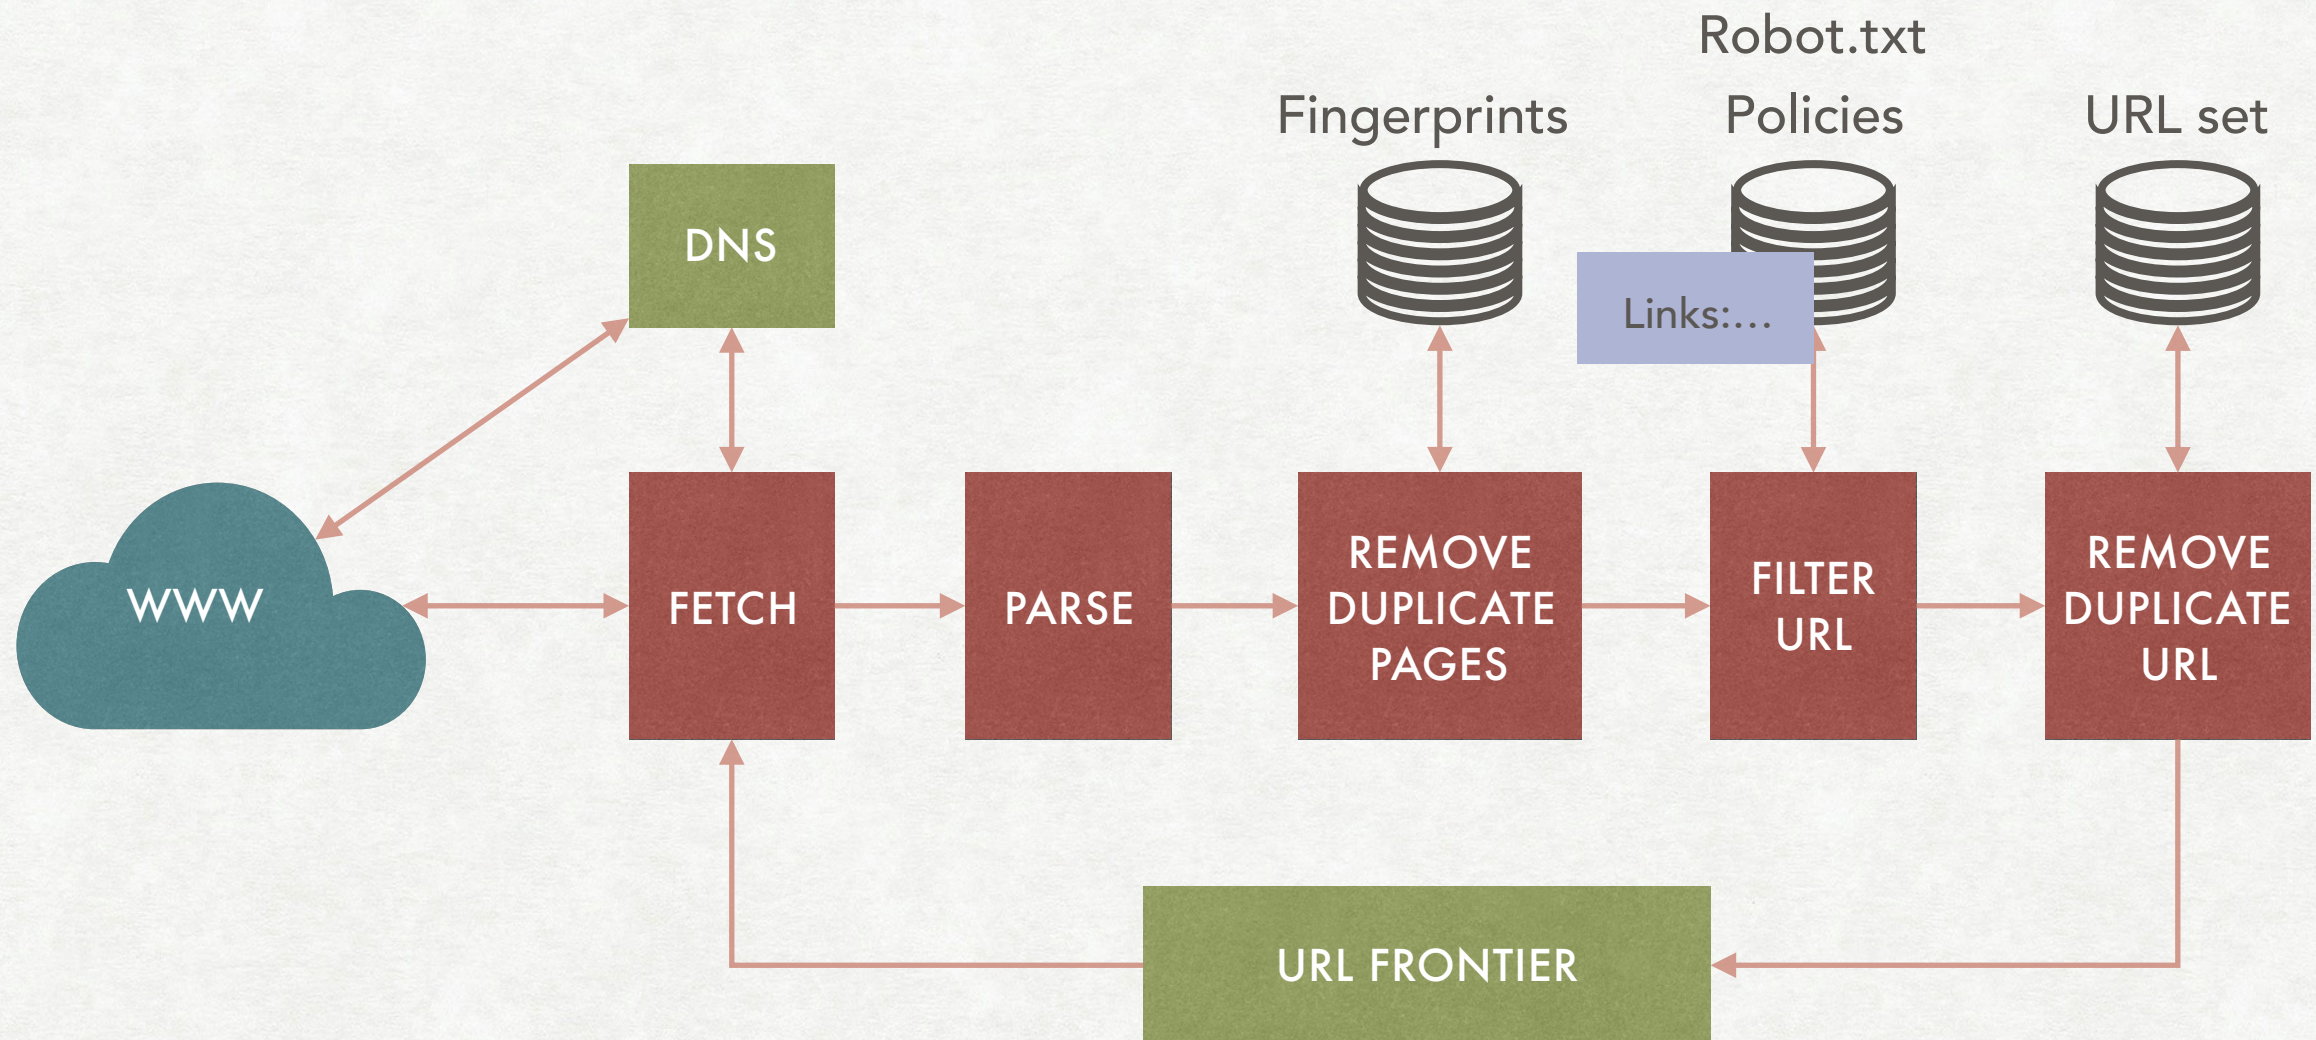 Robot.txt
Fingerprints
Policies
URL set
DNS
Links:...
WWW
FETCH
PARSE
REMOVE
DUPLICATE
PAGES
FILTER
URL
REMOVE
DUPLICATE
URL
URL FRONTIER